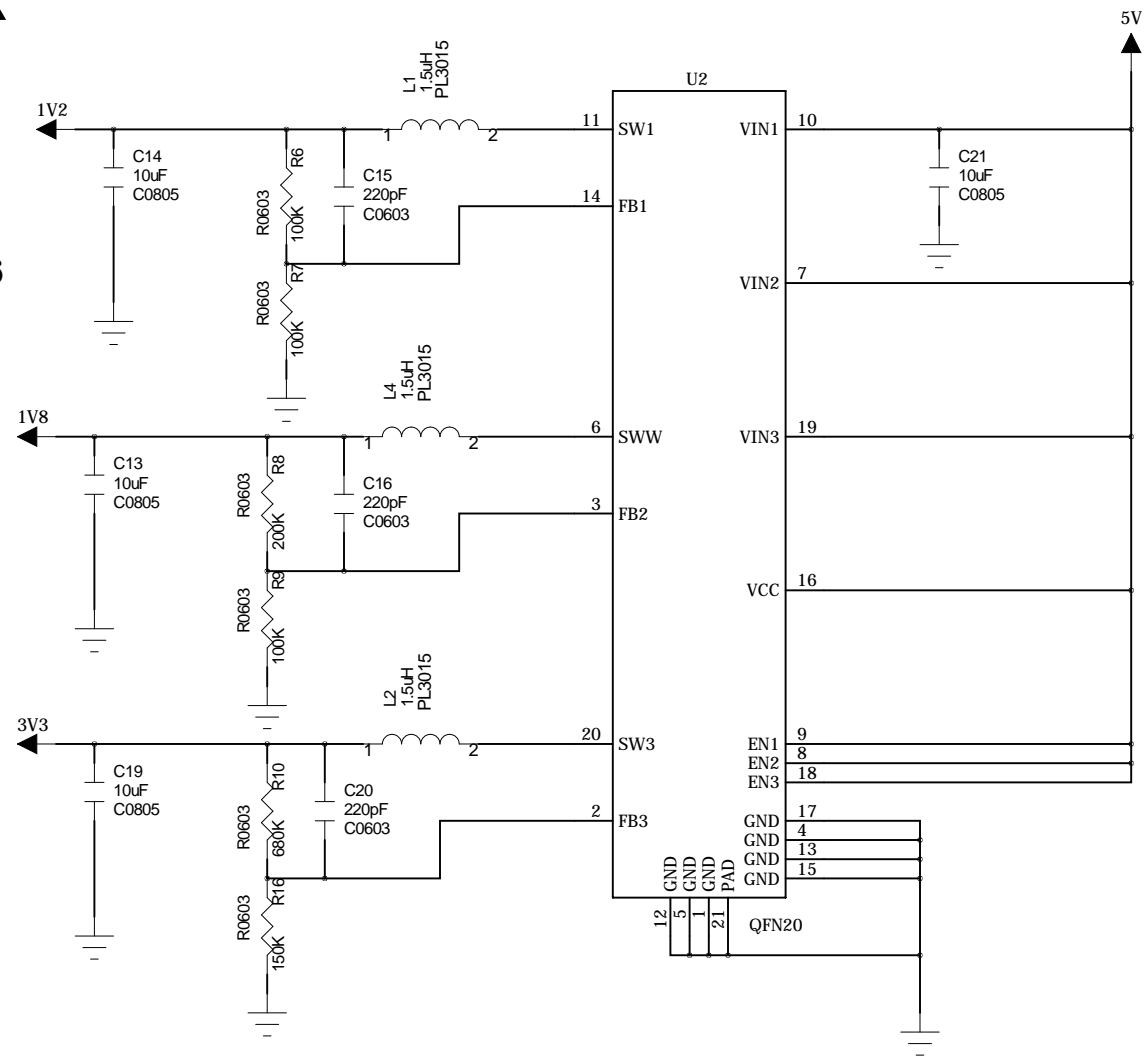 5V
U2
L1
1.5uH
PL3015
1V2
1
2
11
SW1
VIN1
10
C14
10uF
C0805
R0603
R6
100K
C15
220pF
C0603
14
FB1
C21
10uF
C0805
R0603
R7
100K
VIN2
7
L4
1.5uH
PL3015
1V8
1
2
6
SWW
VIN3
19
C13
10uF
C0805
R0603
R8
200K
C16
220pF
C0603
3
FB2
R0603
R9
100K
VCC
16
L2
1.5uH
PL3015
3V3
1
2
20
SW3
EN1
9
EN2
8
EN3
18
C19
10uF
C0805
R0603
R10
680K
C20
220pF
C0603
2
FB3
GND
17
GND
4
GND
13
GND
15
R0603
R16
150K
GND
GND
GND
PAD
12
5
1
21
QFN20